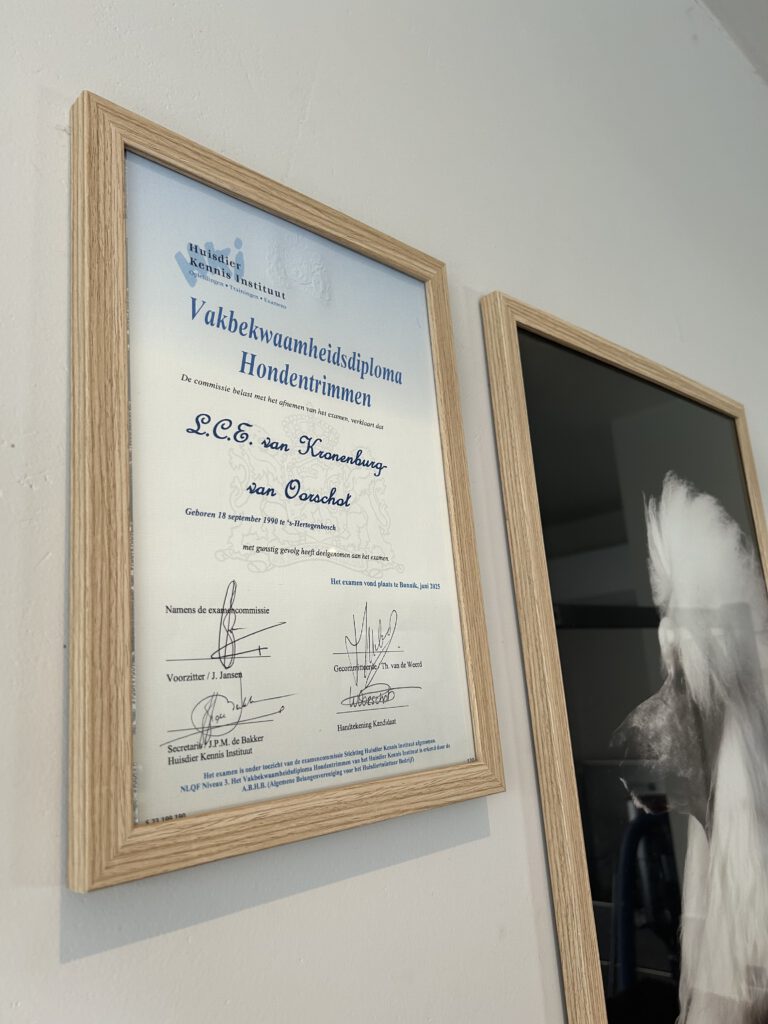 Huisdier
Kennis Instituut
Opleidingen • Trainingen • Examens
Vakbekwaamheidsdiploma
Hondentrimmen
De commissie belast met het afnemen van het examen, verklaart dat
L.C.E. van Kronenburg-
van Oorschot
Geboren 18 september 1990 te 's-Hertogenbosch
met gunstig gevolg heeft deelgenomen aan het examen.
Het examen vond plaats te Bunnik, juni 2025
Namens de examencommissie
Voorzitter / J. Jansen
Gecommitteerde / Th. van de Weerd
Secretaris / J.P.M. de Bakker
Huisdier Kennis Instituut
Handtekening Kandidaat
Het examen is onder toezicht van de examencommissie Stichting Huisdier Kennis Instituut afgenomen.
NLQF Niveau 3. Het Vakbekwaamheidsdiploma Hondentrimmen van het Huisdier Kennis Instituut is erkend door de
A.B.H.B. (Algemene Belangenvereniging voor het Huisdiertrimmers Bedrijf)